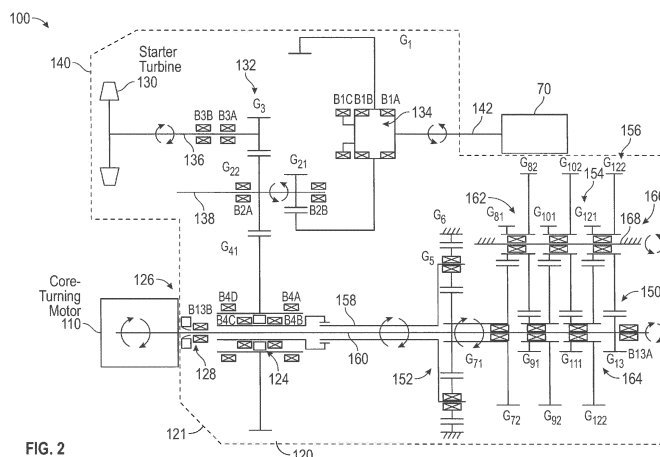 100
140
Starter
Turbine
130
132
G3
B3B B3A
136
G1
B1C B1B B1A
134
142
70
G22
G21
138
B2A
B2B
G41
G82
G102
G122
156
154
162
G81
G101
G121
166
168
G6
G5
150
126
Core-
Turning
Motor
110
B13B
B4D
B4A
B4C
B4B
158
160
128
124
152
G71
G91
G111
G13
B13A
164
G72
G92
G122
121
120
FIG. 2